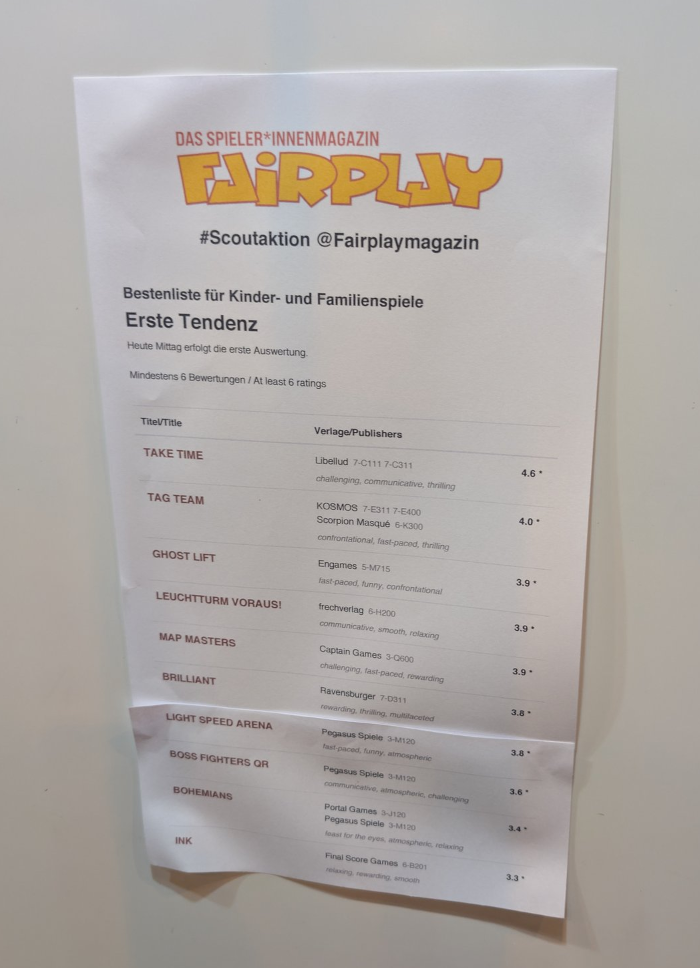 DAS SPIELER*INNENMAGAZIN
FAIRPLAY
#Scoutaktion @Fairplaymagazin
Bestenliste für Kinder- und Familienspiele
Erste Tendenz
Heute Mittag erfolgt die erste Auswertung.
Mindestens 6 Bewertungen / At least 6 ratings
Titel/Title Verlage/Publishers
TAKE TIME Libellud 7-C111 7-C311 4.6 *
challenging, communicative, thrilling
TAG TEAM KOSMOS 7-E311 7-E400 4.0 *
Scorpion Masqué 6-K300
confrontational, fast-paced, thrilling
GHOST LIFT Engames 5-M715 3.9 *
fast-paced, funny, confrontational
LEUCHTTURM VORAUS! frechverlag 6-H200 3.9 *
communicative, smooth, relaxing
MAP MASTERS Captain Games 3-Q600 3.9 *
challenging, fast-paced, rewarding
BRILLIANT Ravensburger 7-D311 3.8 *
rewarding, thrilling, multifaceted
LIGHT SPEED ARENA Pegasus Spiele 3-M120 3.8 *
fast-paced, funny, atmospheric
BOSS FIGHTERS QR Pegasus Spiele 3-M120 3.6 *
communicative, atmospheric, challenging
BOHEMIANS Portal Games 3-J120 3.4 *
Pegasus Spiele 3-M120
feast for the eyes, atmospheric, relaxing
INK Final Score Games 6-B201 3.3 *
relaxing, rewarding, smooth